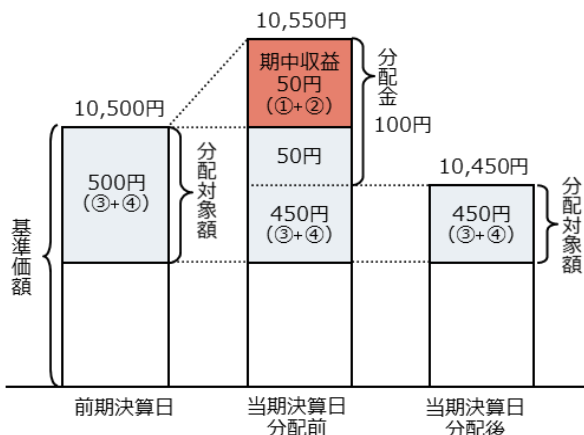 10,550円
期中収益
50円
(①+②)
分配金
100円
10,500円
50円
10,450円
500円
(③+④)
分配対象額
450円
(③+④)
450円
(③+④)
分配対象額
基準価額
前期決算日
当期決算日
分配前
当期決算日
分配後